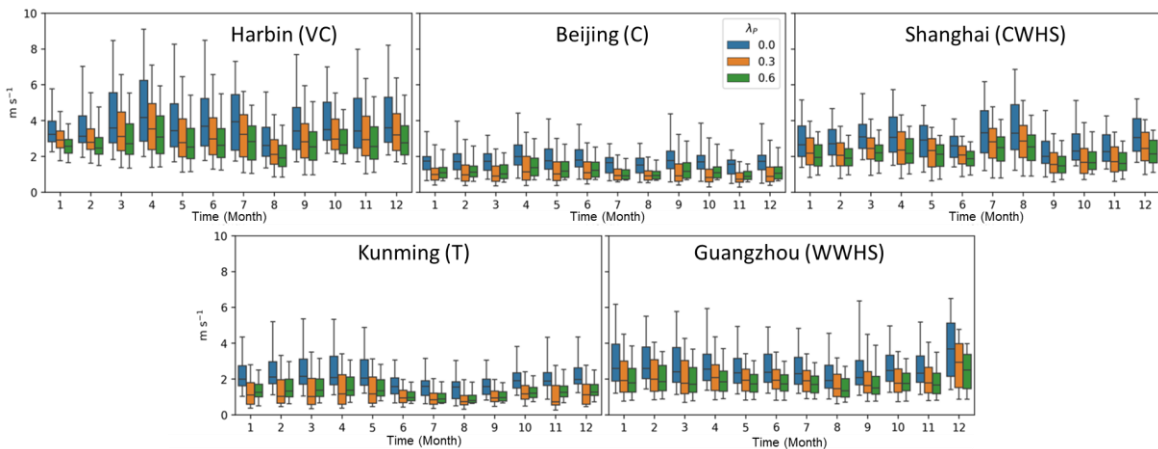 Harbin (VC)
Beijing (C)
Shanghai (CWHS)
λP
0.0
0.3
0.6
10
8
6
4
2
0
m s⁻¹
1 2 3 4 5 6 7 8 9 10 11 12
1 2 3 4 5 6 7 8 9 10 11 12
1 2 3 4 5 6 7 8 9 10 11 12
Time (Month)
Time (Month)
Time (Month)
Kunming (T)
Guangzhou (WWHS)
10
8
6
4
2
0
m s⁻¹
1 2 3 4 5 6 7 8 9 10 11 12
1 2 3 4 5 6 7 8 9 10 11 12
Time (Month)
Time (Month)